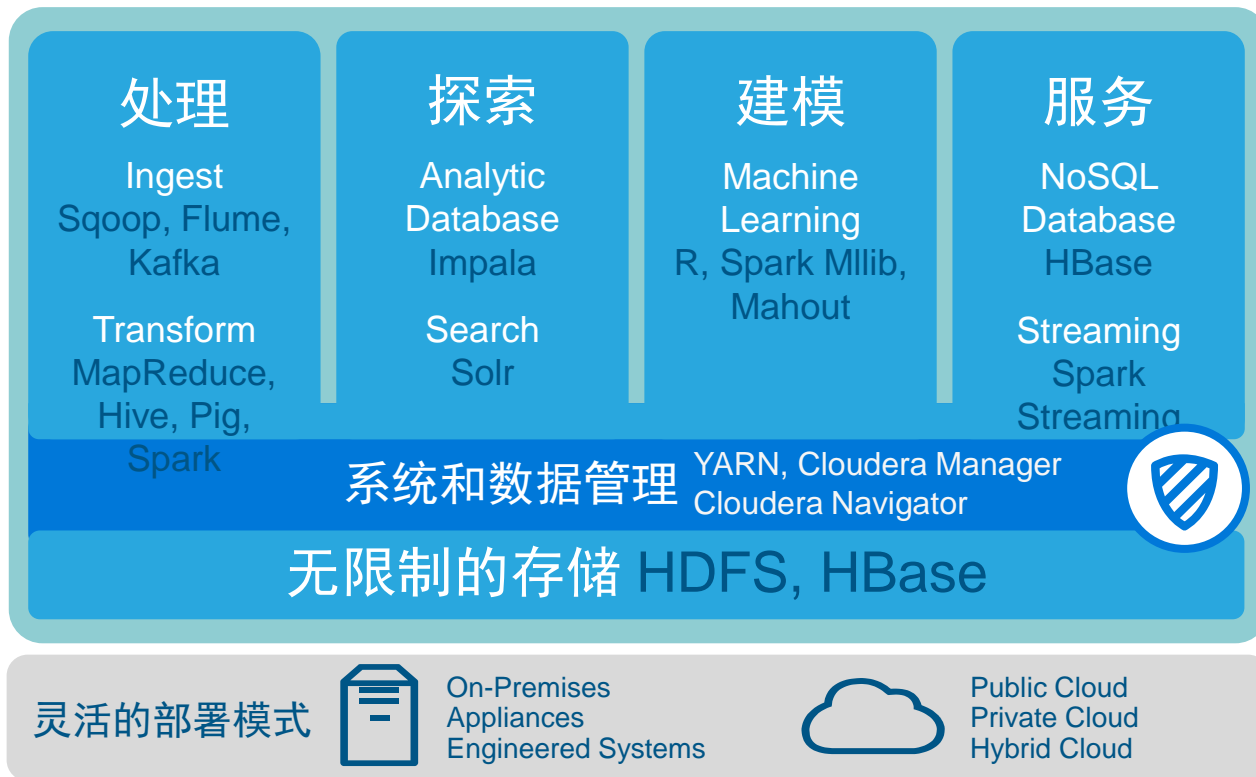 处理
Ingest
Sqoop, Flume,
Kafka
Transform
MapReduce,
Hive, Pig,
Spark
探索
Analytic
Database
Impala
Search
Solr
建模
Machine
Learning
R, Spark Mllib,
Mahout
服务
NoSQL
Database
HBase
Streaming
Spark
Streaming
系统和数据管理
YARN, Cloudera Manager
Cloudera Navigator
无限制的存储 HDFS, HBase
灵活的部署模式
On-Premises
Appliances
Engineered Systems
Public Cloud
Private Cloud
Hybrid Cloud